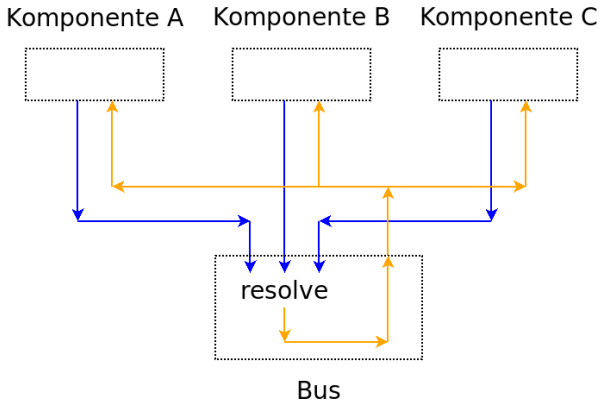 Komponente A
Komponente B
Komponente C
resolve
Bus